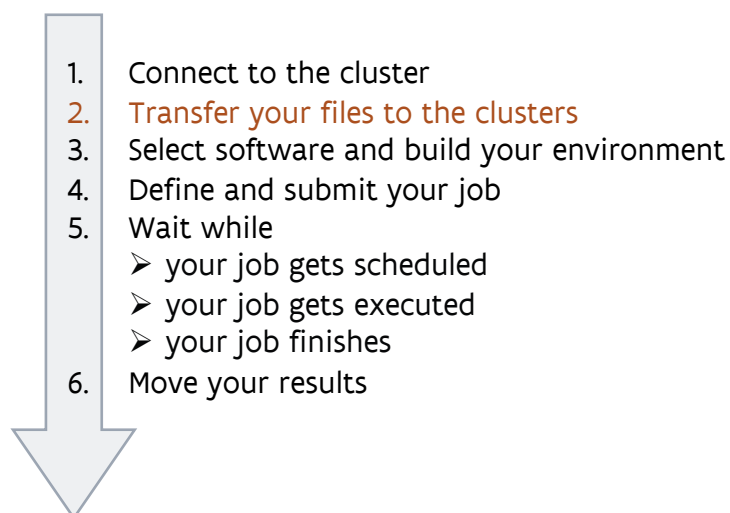 1. Connect to the cluster
2. Transfer your files to the clusters
3. Select software and build your environment
4. Define and submit your job
5. Wait while
➢ your job gets scheduled
➢ your job gets executed
➢ your job finishes
6. Move your results